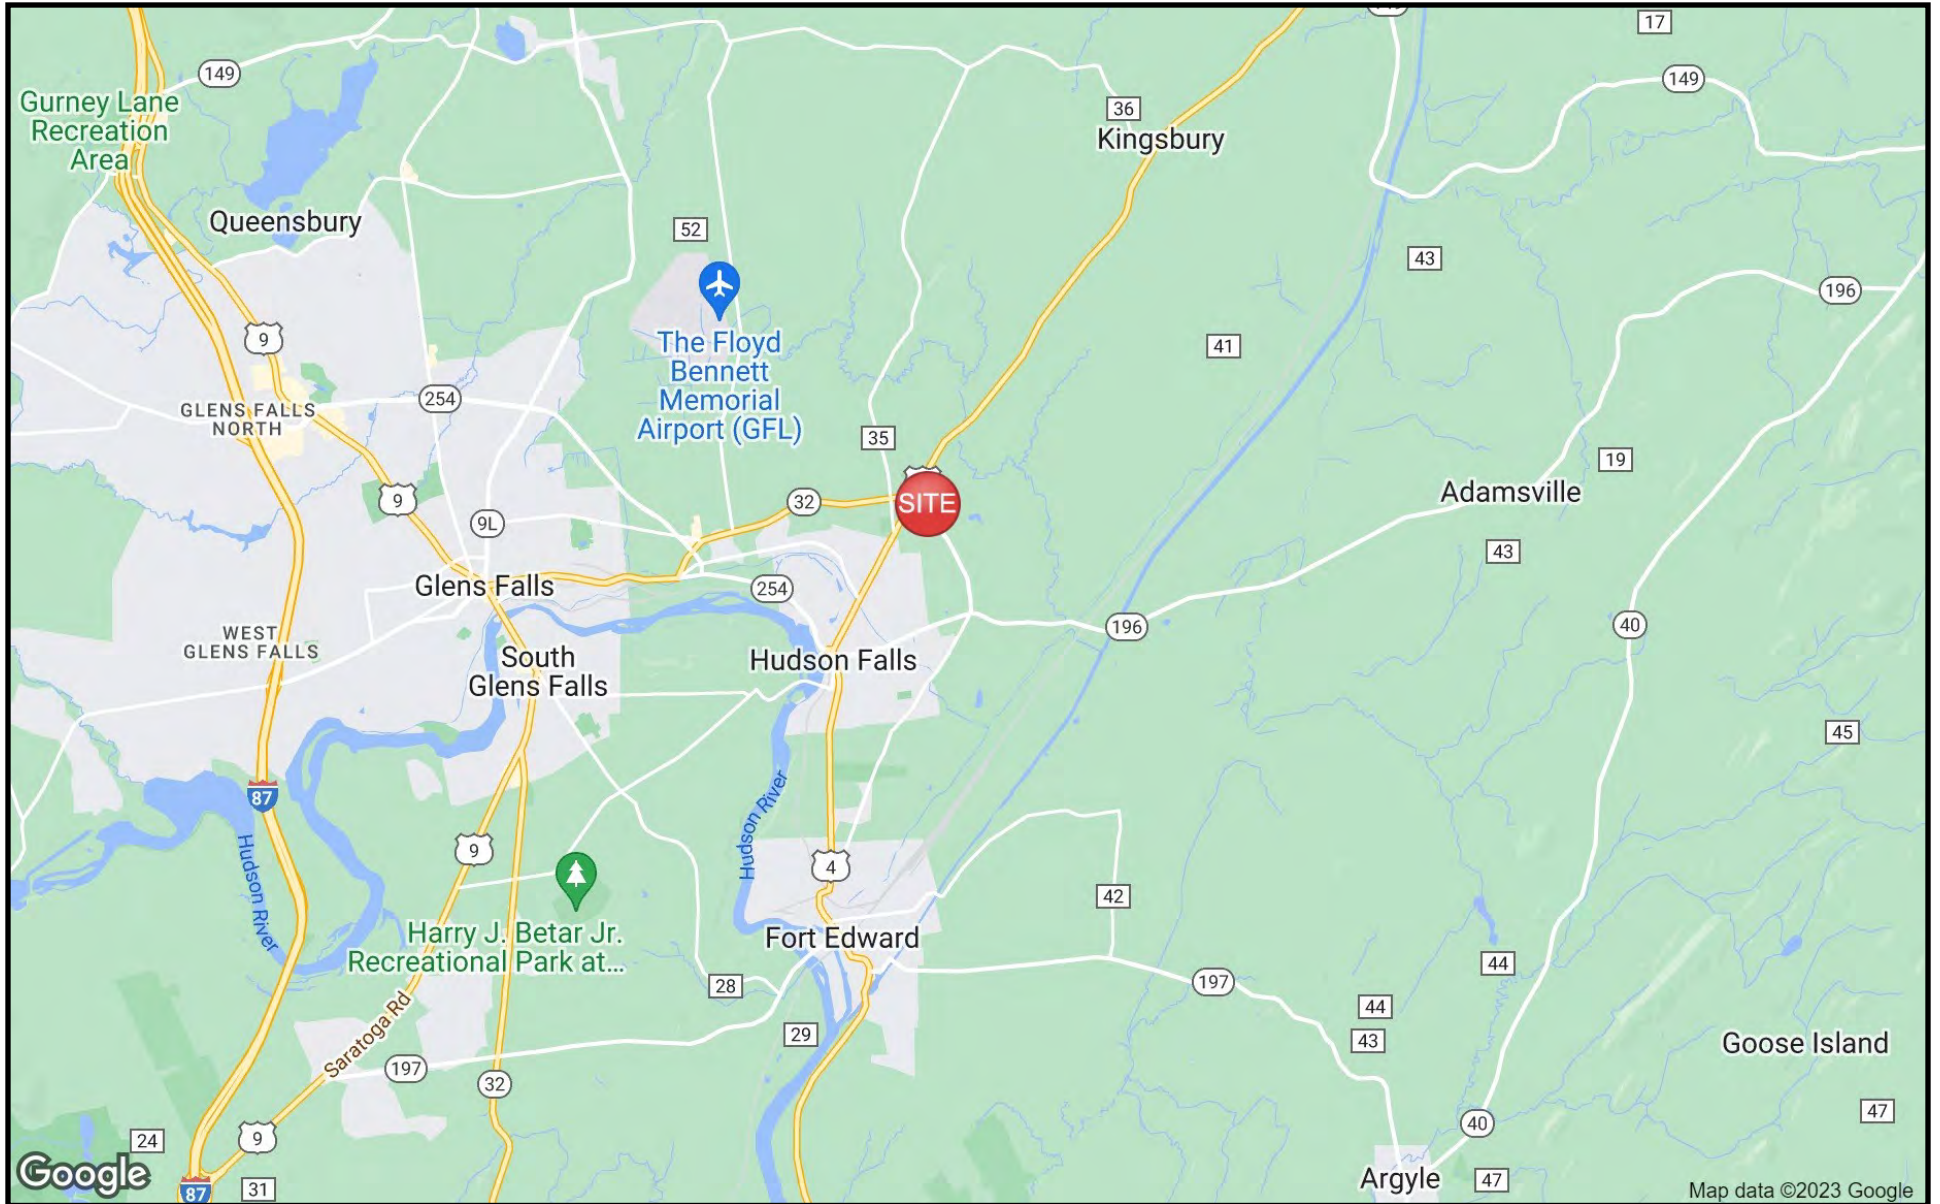 17
149
149
Gurney Lane
Recreation
Area
36
Kingsbury
Queensbury
52
43
196
9
The Floyd
Bennett
Memorial
Airport (GFL)
41
254
GLENS FALLS
NORTH
35
19
9
32
SITE
Adamsville
9L
43
Glens Falls
254
196
40
WEST
GLENS FALLS
South
Glens Falls
Hudson Falls
45
87
Hudson River
Hudson River
9
4
42
Harry J. Betar Jr.
Recreational Park at...
Fort Edward
44
28
197
44
29
43
Goose Island
Saratoga Rd
197
32
47
40
24
9
Google
31
87
Argyle
47
Map data ©2023 Google